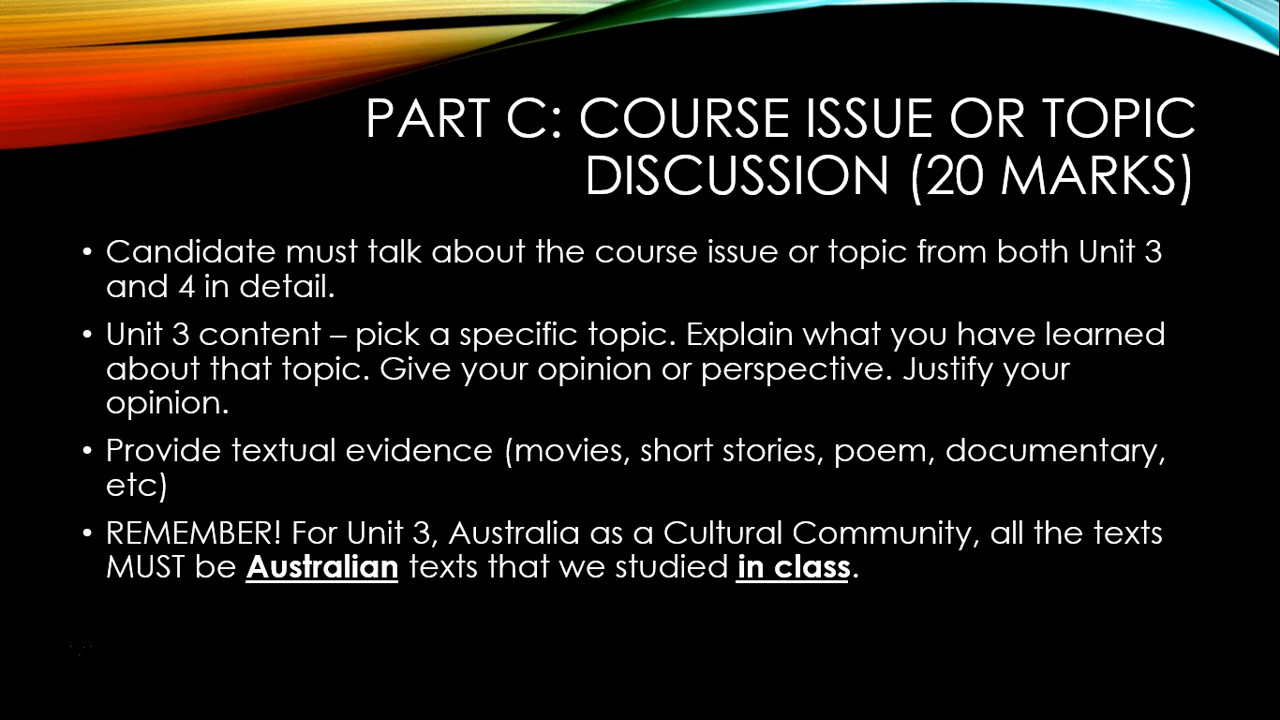 PART C: COURSE ISSUE OR TOPIC
DISCUSSION (20 MARKS)
• Candidate must talk about the course issue or topic from both Unit 3
and 4 in detail.
• Unit 3 content – pick a specific topic. Explain what you have learned
about that topic. Give your opinion or perspective. Justify your
opinion.
• Provide textual evidence (movies, short stories, poem, documentary,
etc)
• REMEMBER! For Unit 3, Australia as a Cultural Community, all the texts
MUST be Australian texts that we studied in class.